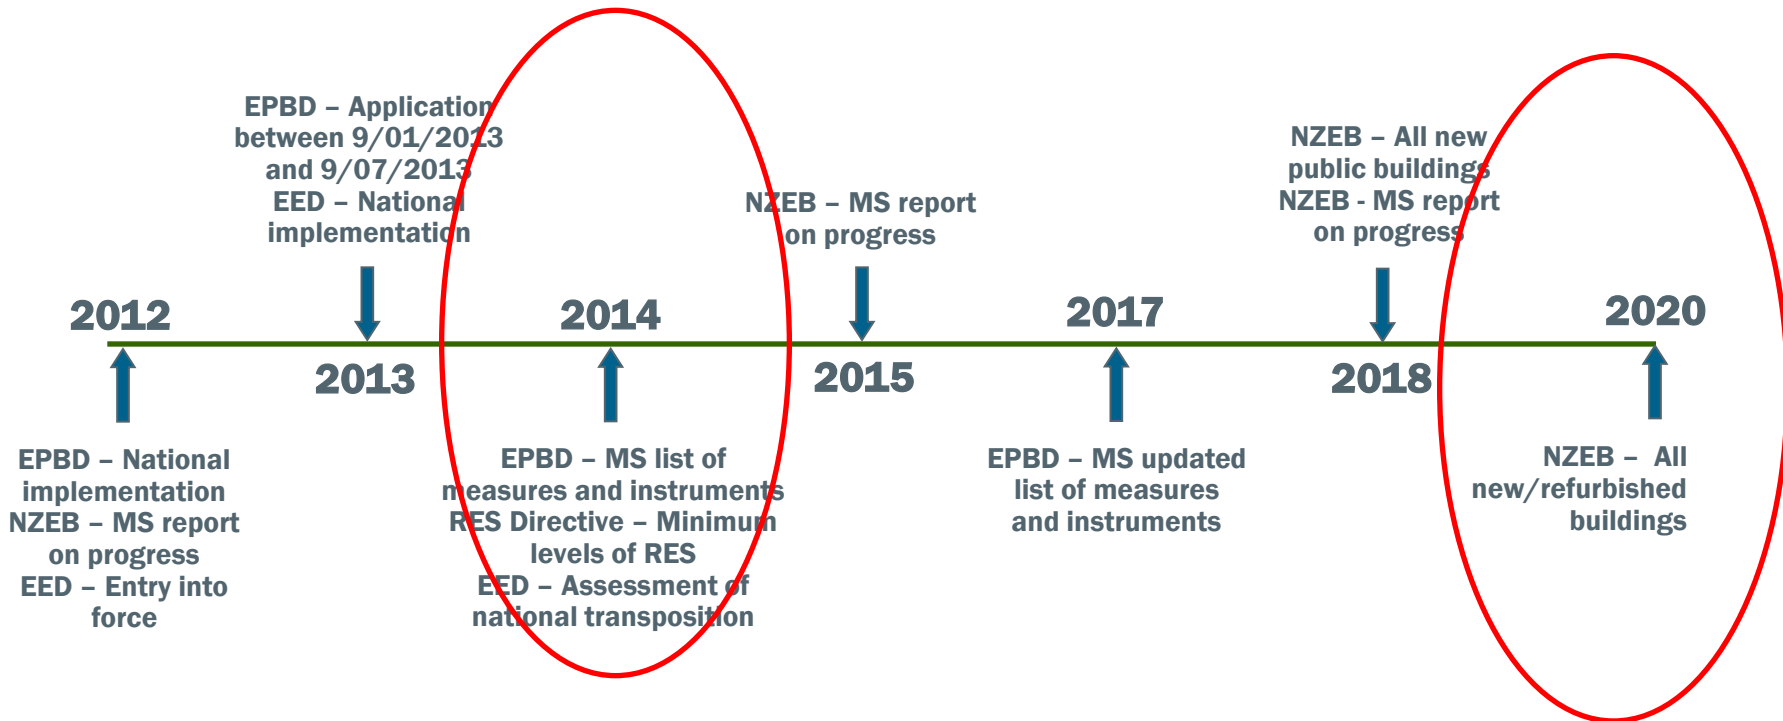 EPBD – Application
between 9/01/2013
and 9/07/2013
EED – National
implementation
NZEB – MS report
on progress
NZEB – All new
public buildings
NZEB - MS report
on progress
2012
2014
2017
2020
2013
2015
2018
EPBD – National
implementation
NZEB – MS report
on progress
EED – Entry into
force
EPBD – MS list of
measures and instruments
RES Directive – Minimum
levels of RES
EED – Assessment of
national transposition
EPBD – MS updated
list of measures
and instruments
NZEB – All
new/refurbished
buildings